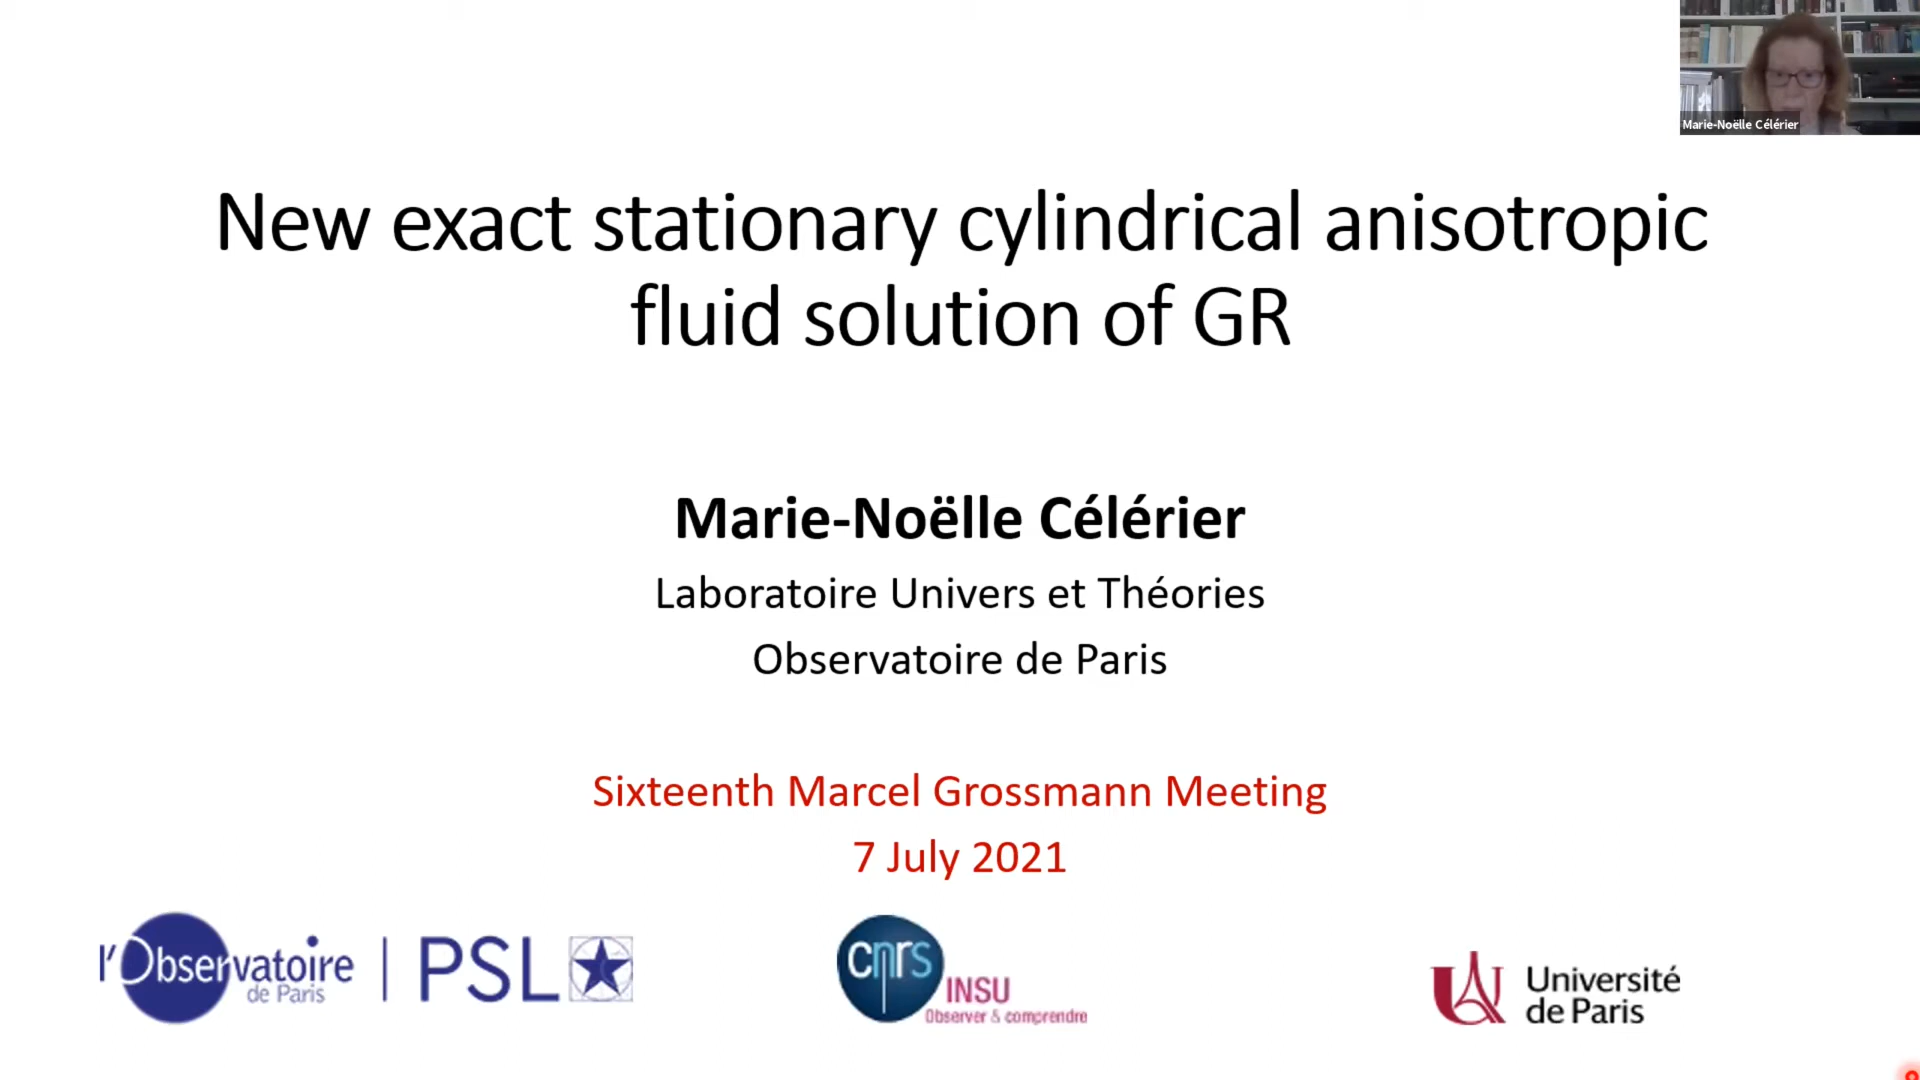 Marie-Noëlle Célérier
New exact stationary cylindrical anisotropic
fluid solution of GR
Marie-Noëlle Célérier
Laboratoire Univers et Théories
Observatoire de Paris
Sixteenth Marcel Grossmann Meeting
7 July 2021
l'Observatoire
de Paris
PSL
cnrs
INSU
Observer & comprendre
Université
de Paris